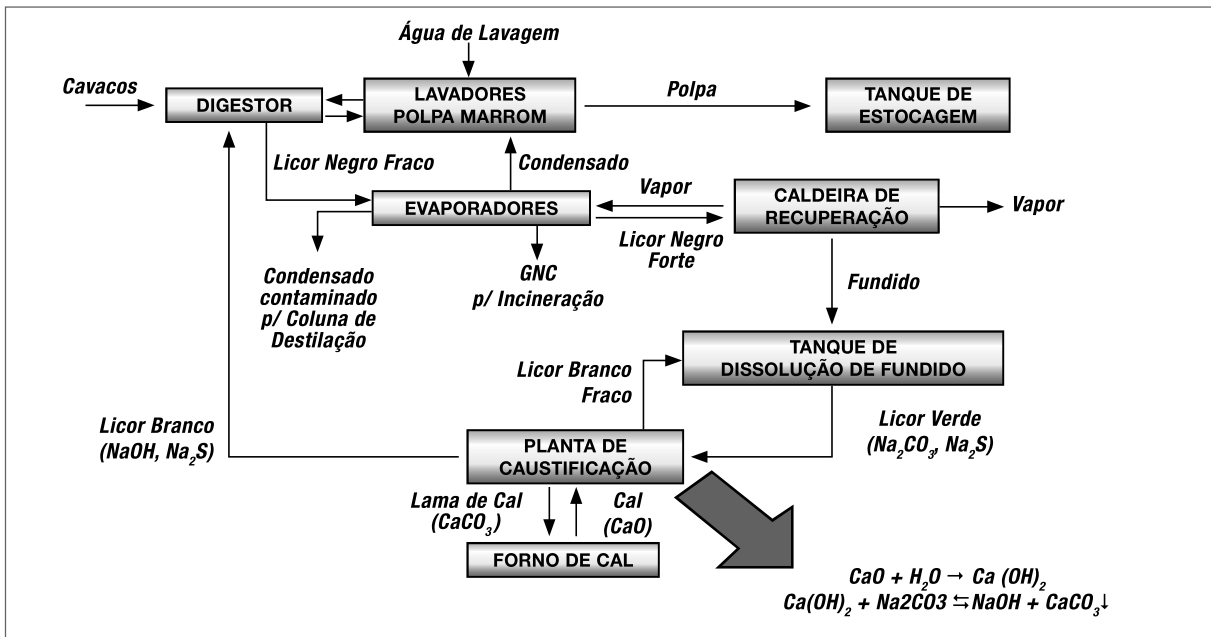 Água de Lavagem
Cavacos
DIGESTOR
LAVADORES
POLPA MARROM
Polpa
TANQUE DE
ESTOCAGEM
Licor Negro Fraco
Condensado
EVAPORADORES
Vapor
CALDEIRA DE
RECUPERAÇÃO
Vapor
Licor Negro
Forte
Condensado
contaminado
p/ Coluna de
Destilação
GNC
p/ Incineração
Fundido
TANQUE DE
DISSOLUÇÃO DE FUNDIDO
Licor Branco
Fraco
Licor Branco
(NaOH, Na₂S)
Licor Verde
(Na₂CO₃, Na₂S)
PLANTA DE
CAUSTIFICAÇÃO
Lama de Cal
(CaCO₃)
Cal
(CaO)
FORNO DE CAL
CaO + H₂O → Ca (OH)₂
Ca(OH)₂ + Na2CO3 ⇆ NaOH + CaCO₃↓